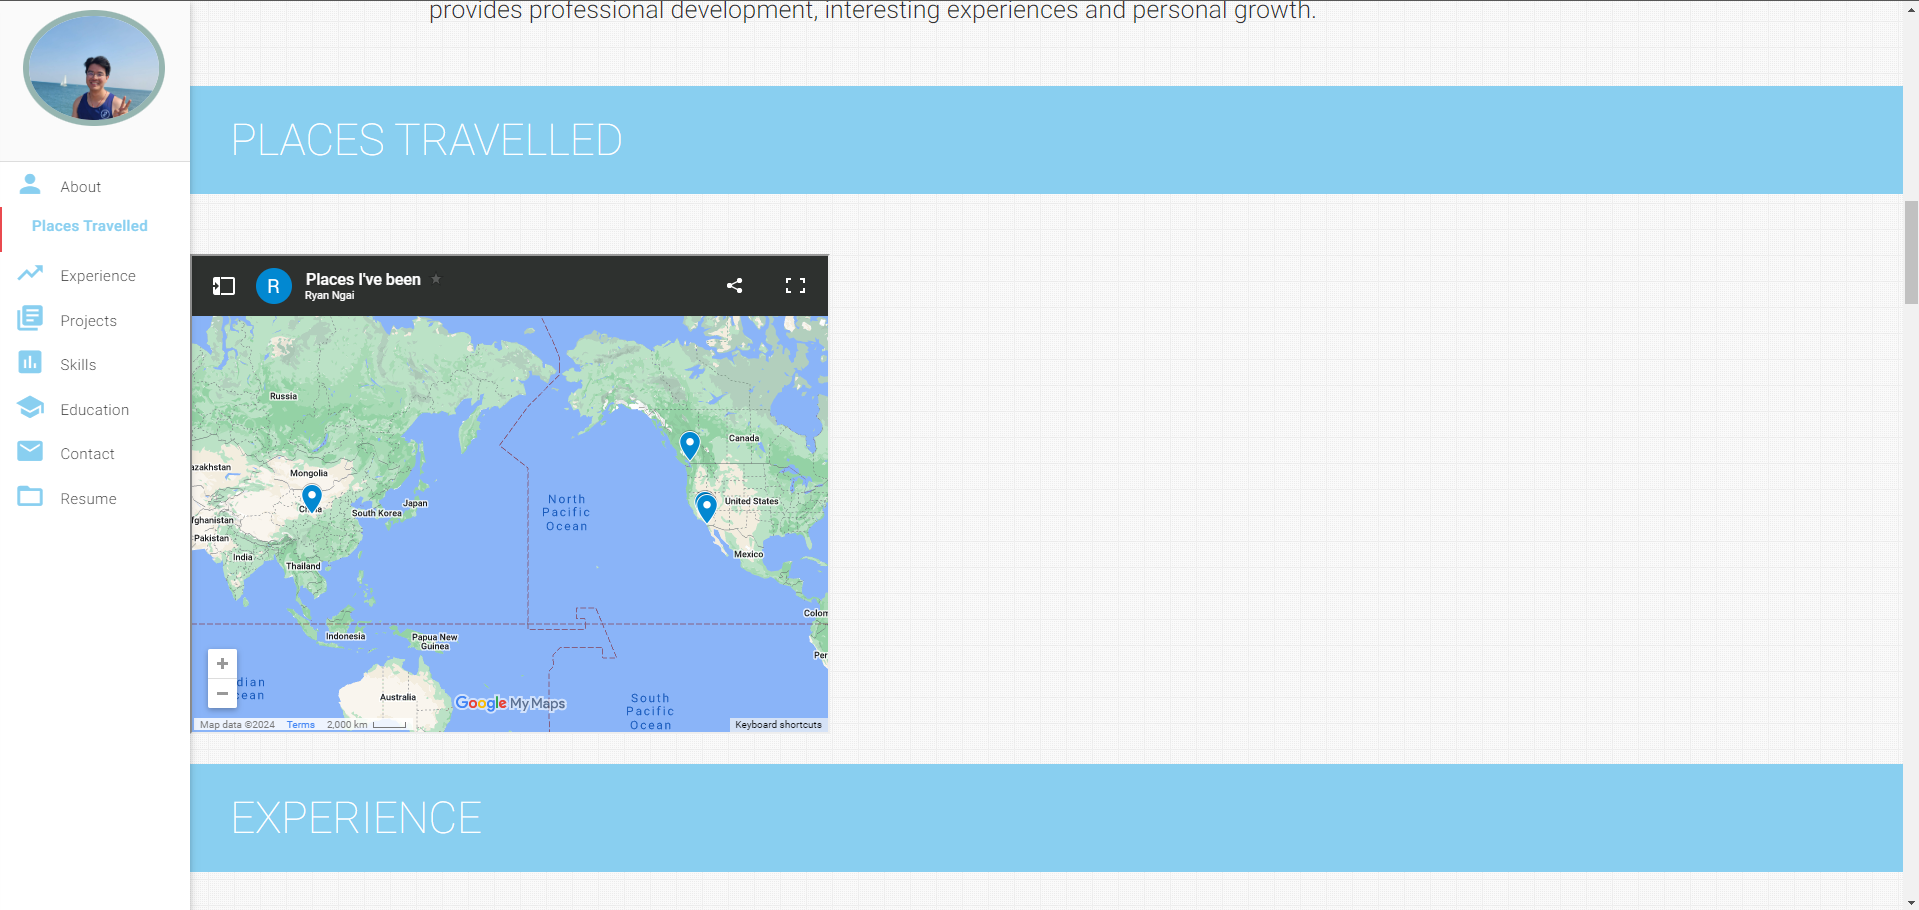 provides professional development, interesting experiences and personal growth.
PLACES TRAVELLED
About
Places Travelled
Experience
Projects
Skills
Education
Contact
Resume
R
Places I've been
Ryan Ngai
Russia
Canada
azakhstan
Mongolia
North
Pacific
Ocean
United States
Japan
South Korea
fghanistan
Pakistan
India
Thailand
Mexico
Colom
Indonesia
Papua New
Guinea
Per
dian
cean
Australia
South
Pacific
Ocean
+
−
Google My Maps
Map data ©2024
Terms
2,000 km
Keyboard shortcuts
EXPERIENCE